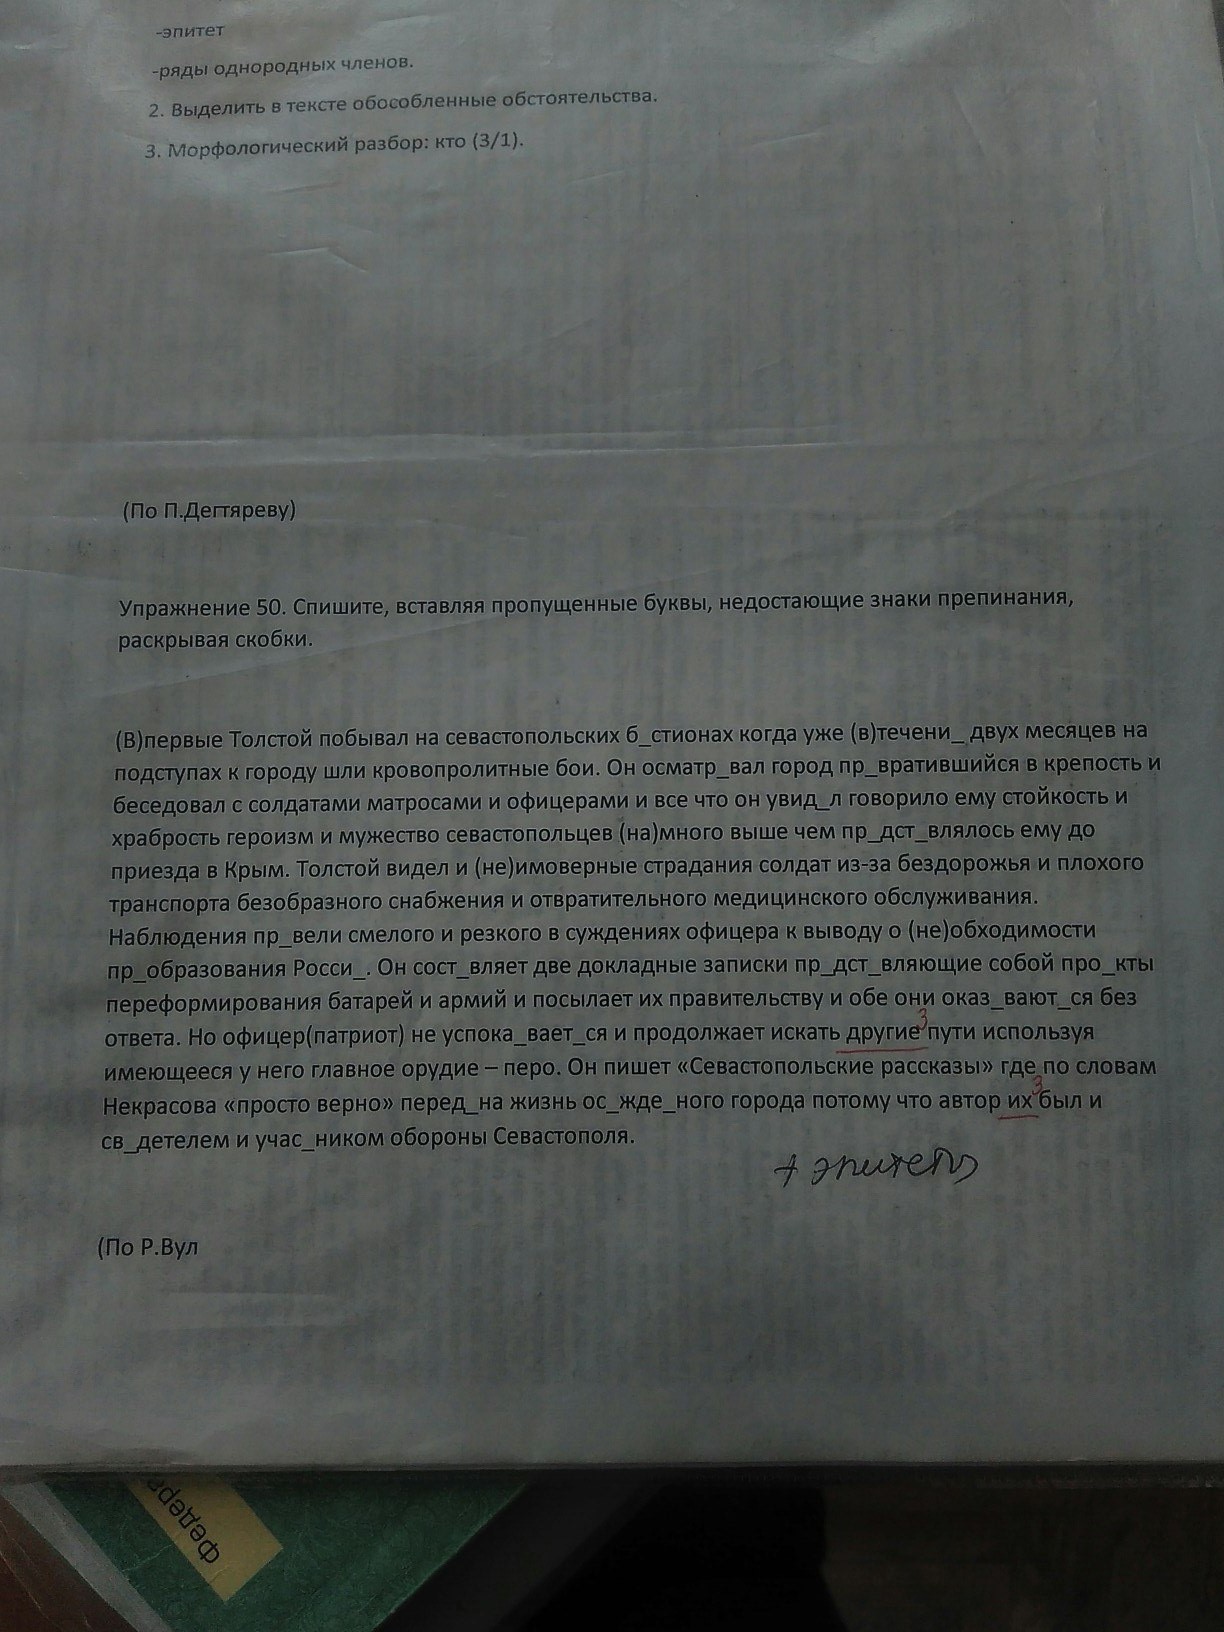 -эпитет
-ряды однородных членов.
2. Выделить в тексте обособленные обстоятельства.
3. Морфологический разбор: кто (3/1).
(По П.Дегтяреву)
Упражнение 50. Спишите, вставляя пропущенные буквы, недостающие знаки препинания,
раскрывая скобки.
(В)первые Толстой побывал на севастопольских б_стионах когда уже (в)течени_ двух месяцев на
подступах к городу шли кровопролитные бои. Он осматр_вал город пр_вратившийся в крепость и
беседовал с солдатами матросами и офицерами и все что он увид_л говорило ему стойкость и
храбрость героизм и мужество севастопольцев (на)много выше чем пр_дст_влялось ему до
приезда в Крым. Толстой видел и (не)имоверные страдания солдат из-за бездорожья и плохого
транспорта безобразного снабжения и отвратительного медицинского обслуживания.
Наблюдения пр_вели смелого и резкого в суждениях офицера к выводу о (не)обходимости
пр_образования Росси_. Он сост_вляет две докладные записки пр_дст_вляющие собой про_кты
переформирования батарей и армий и посылает их правительству и обе они оказ_вают_ся без
ответа. Но офицер(патриот) не успока_вает_ся и продолжает искать другие3 пути используя
имеющееся у него главное орудие – перо. Он пишет «Севастопольские рассказы» где по словам
Некрасова «просто верно» перед_на жизнь ос_жде_ного города потому что автор их3 был и
св_детелем и учас_ником обороны Севастополя.
+ эпитеты
(По Р.Вул
федера